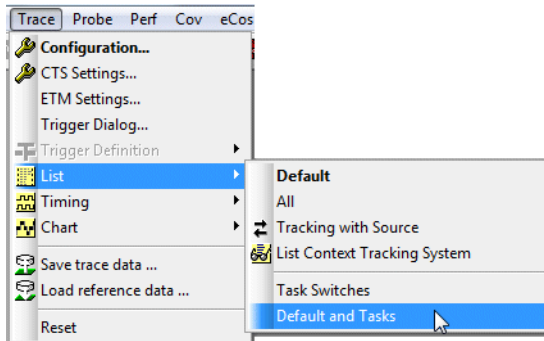 Trace Probe Perf Cov eCos
Configuration...
CTS Settings...
ETM Settings...
Trigger Dialog...
Trigger Definition
List
Timing
Chart
Save trace data ...
Load reference data ...
Reset
Default
All
Tracking with Source
List Context Tracking System
Task Switches
Default and Tasks